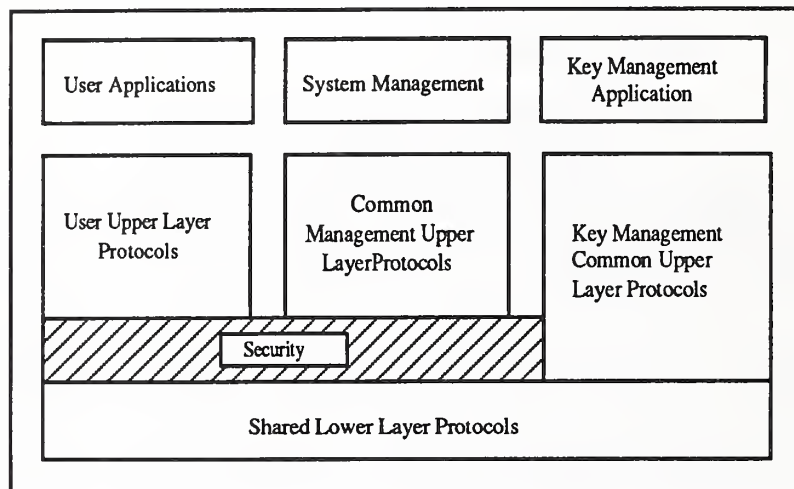 User Applications
System Management
Key Management
Application
User Upper Layer
Protocols
Common
Management Upper
LayerProtocols
Key Management
Common Upper
Layer Protocols
Security
Shared Lower Layer Protocols